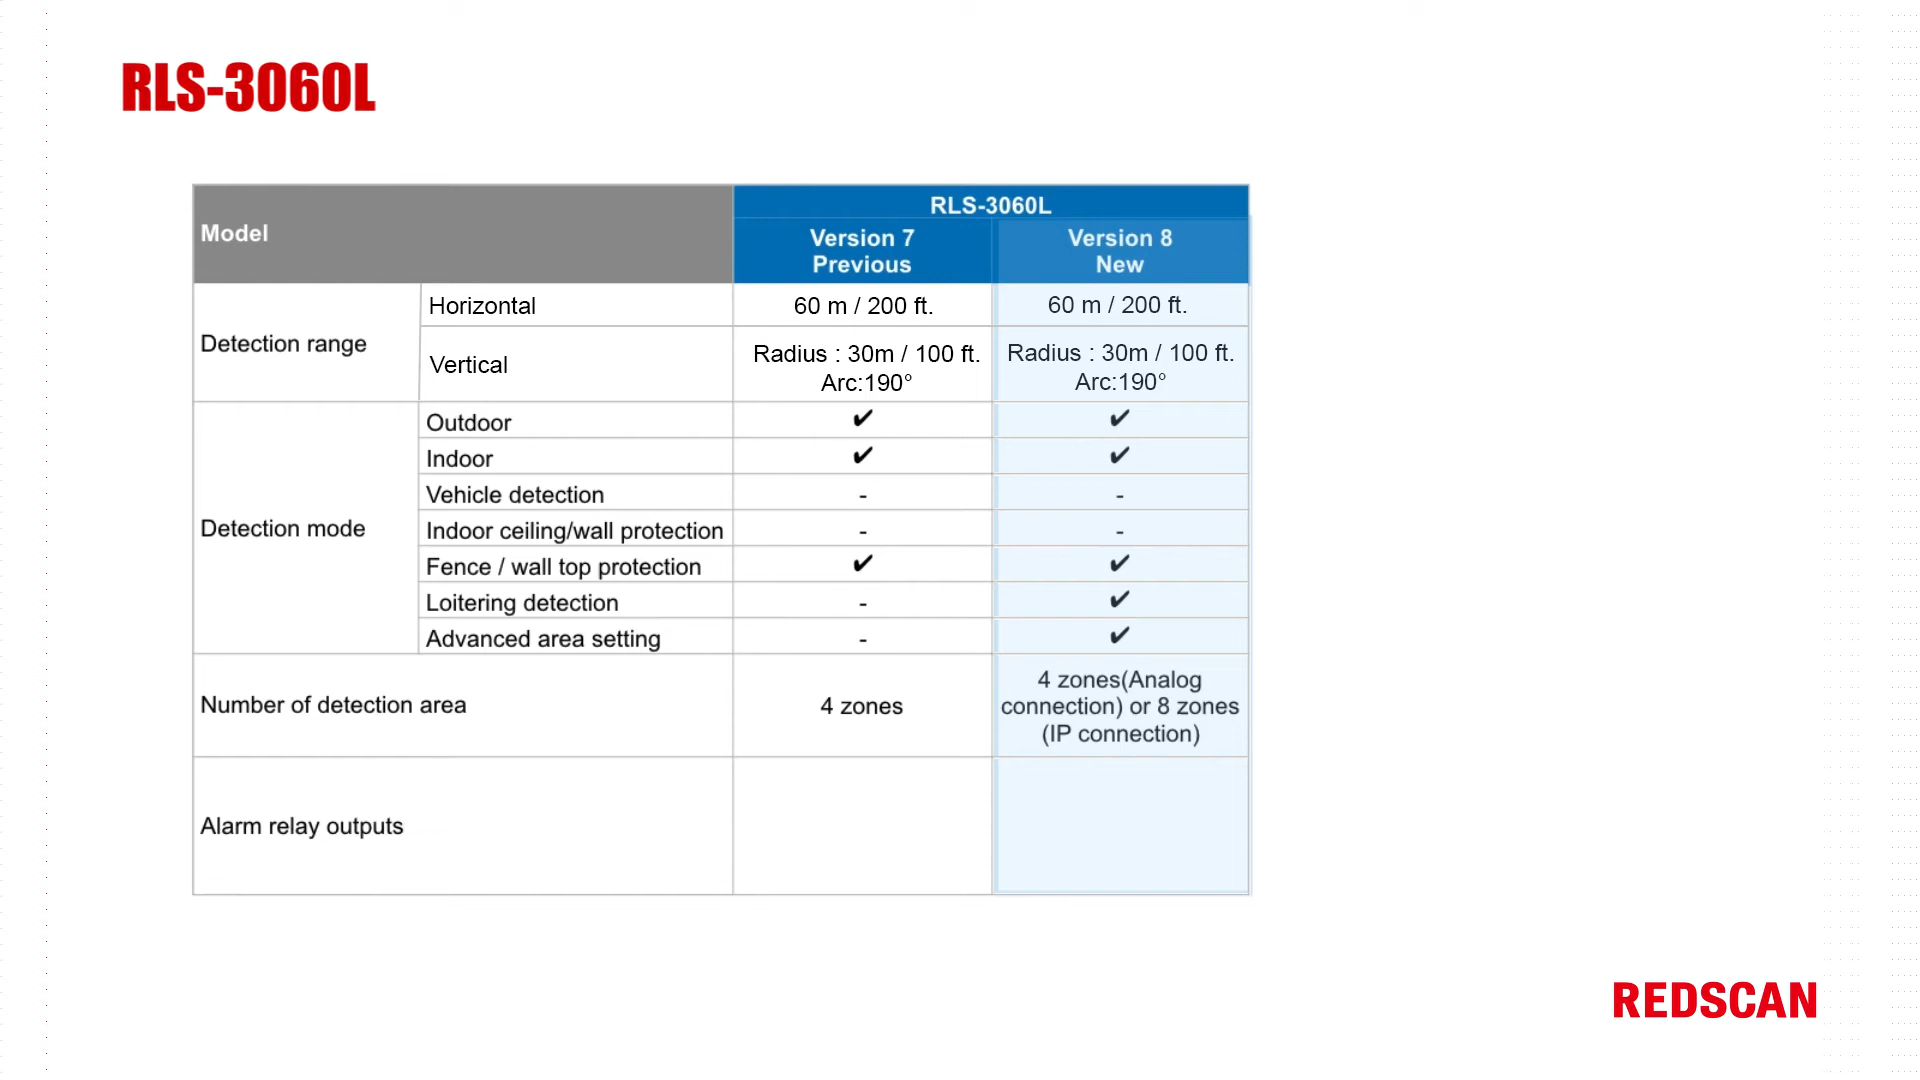 RLS-3060L
Model
RLS-3060L
Version 7
Previous
Version 8
New
Detection range
Horizontal
60 m / 200 ft.
60 m / 200 ft.
Vertical
Radius : 30m / 100 ft.
Arc:190°
Radius : 30m / 100 ft.
Arc:190°
Detection mode
Outdoor
✔
✔
Indoor
✔
✔
Vehicle detection
-
-
Indoor ceiling/wall protection
-
-
Fence / wall top protection
✔
✔
Loitering detection
-
✔
Advanced area setting
-
✔
Number of detection area
4 zones
4 zones(Analog
connection) or 8 zones
(IP connection)
Alarm relay outputs
REDSCAN